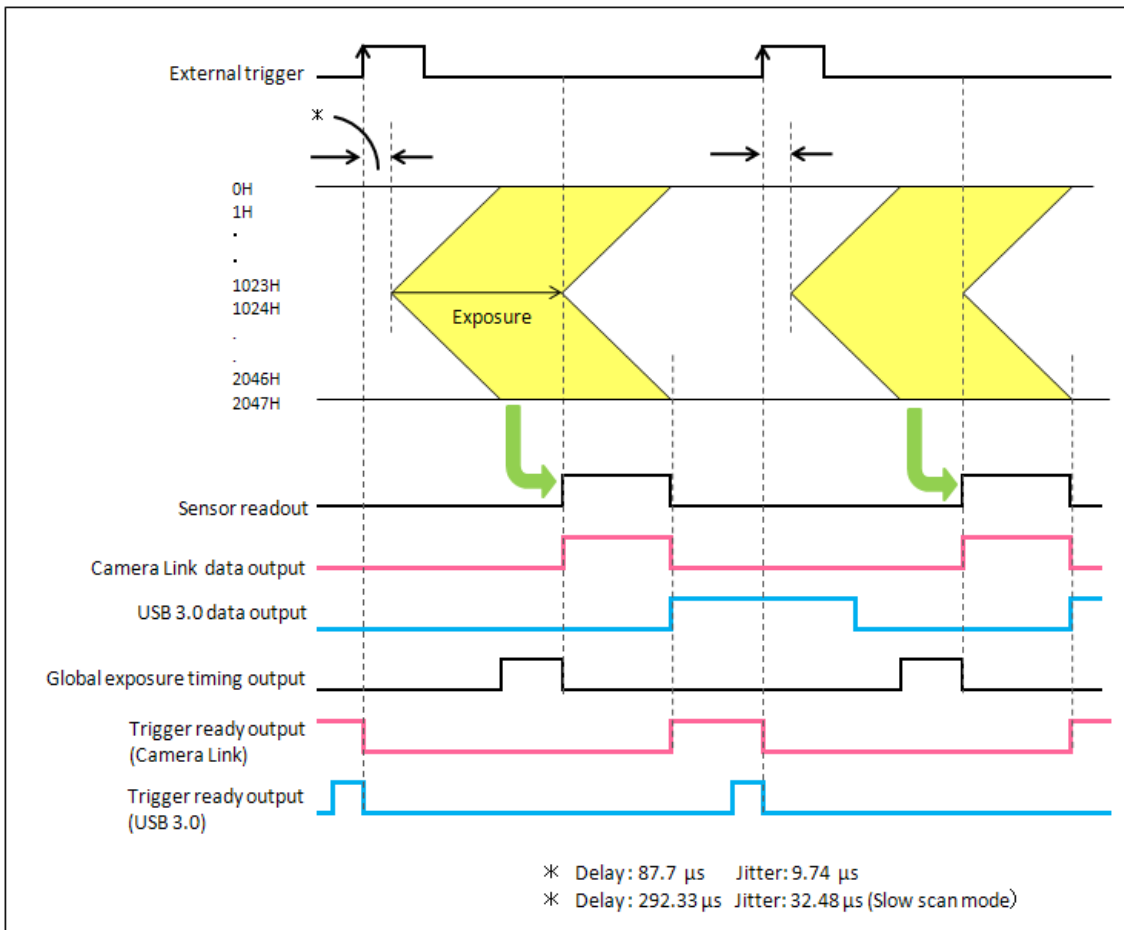 External trigger
*
0H
1H
.
.
.
1023H
1024H
.
.
2046H
2047H
Exposure
Sensor readout
Camera Link data output
USB 3.0 data output
Global exposure timing output
Trigger ready output
(Camera Link)
Trigger ready output
(USB 3.0)
* Delay: 87.7 μs Jitter: 9.74 μs
* Delay: 292.33 μs Jitter: 32.48 μs (Slow scan mode)